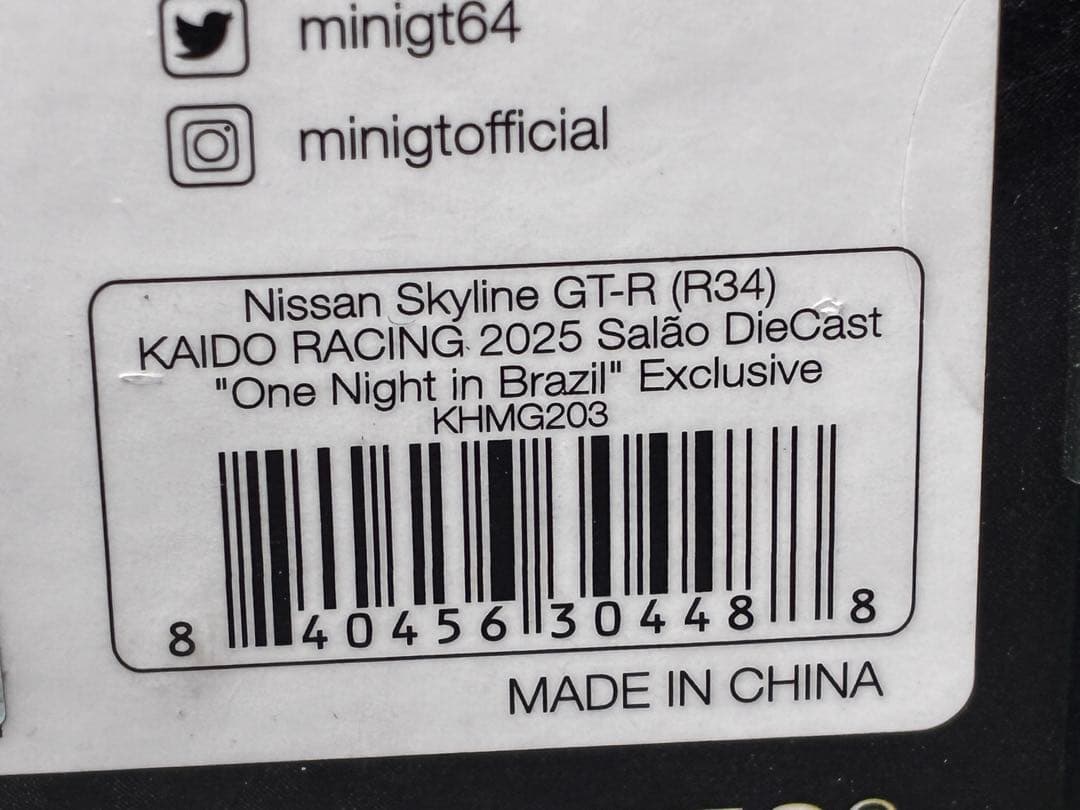 minigt64
minigtofficial
Nissan Skyline GT-R (R34)
KAIDO RACING 2025 Salão DieCast
"One Night in Brazil" Exclusive
KHMG203
8 40456 30448 8
MADE IN CHINA